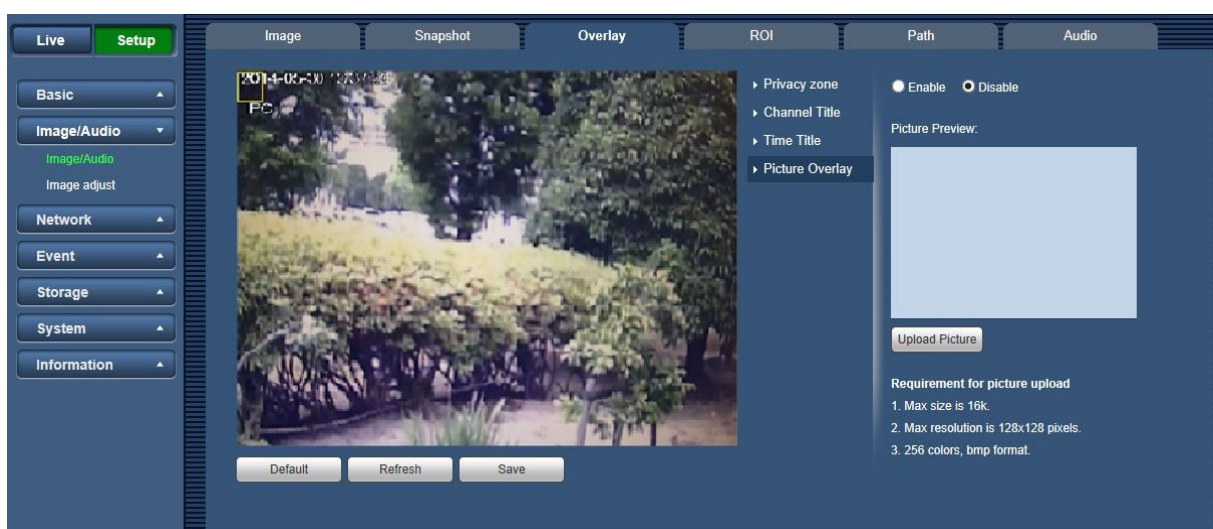 Live
Setup
Image
Snapshot
Overlay
ROI
Path
Audio
Basic
Image/Audio
Image/Audio
Image adjust
Network
Event
Storage
System
Information
Privacy zone
Channel Title
Time Title
Picture Overlay
Enable
Disable
Picture Preview:
Upload Picture
Requirement for picture upload
1. Max size is 16k.
2. Max resolution is 128x128 pixels.
3. 256 colors, bmp format.
Default
Refresh
Save